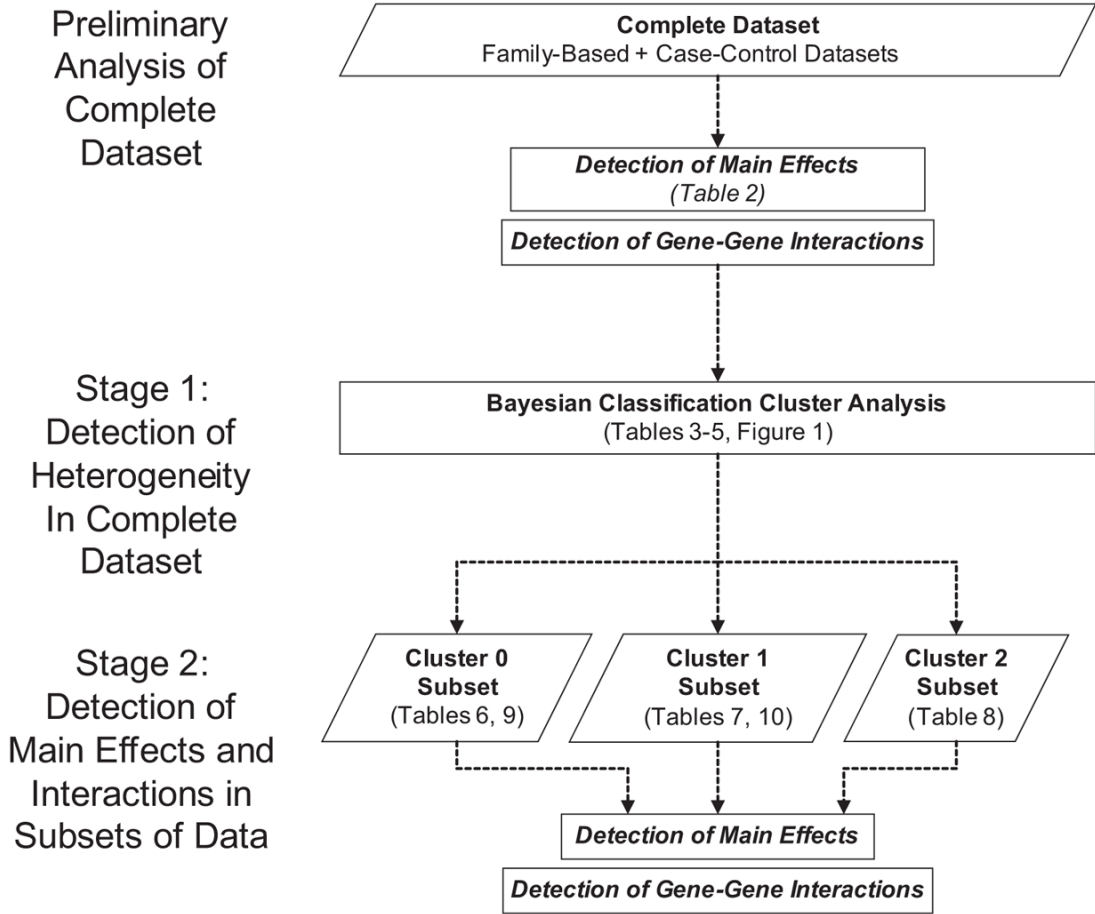 Preliminary
Analysis of
Complete
Dataset
Complete Dataset
Family-Based + Case-Control Datasets
Detection of Main Effects
(Table 2)
Detection of Gene-Gene Interactions
Stage 1:
Detection of
Heterogeneity
In Complete
Dataset
Bayesian Classification Cluster Analysis
(Tables 3-5, Figure 1)
Stage 2:
Detection of
Main Effects and
Interactions in
Subsets of Data
Cluster 0
Subset
(Tables 6, 9)
Cluster 1
Subset
(Tables 7, 10)
Cluster 2
Subset
(Table 8)
Detection of Main Effects
Detection of Gene-Gene Interactions